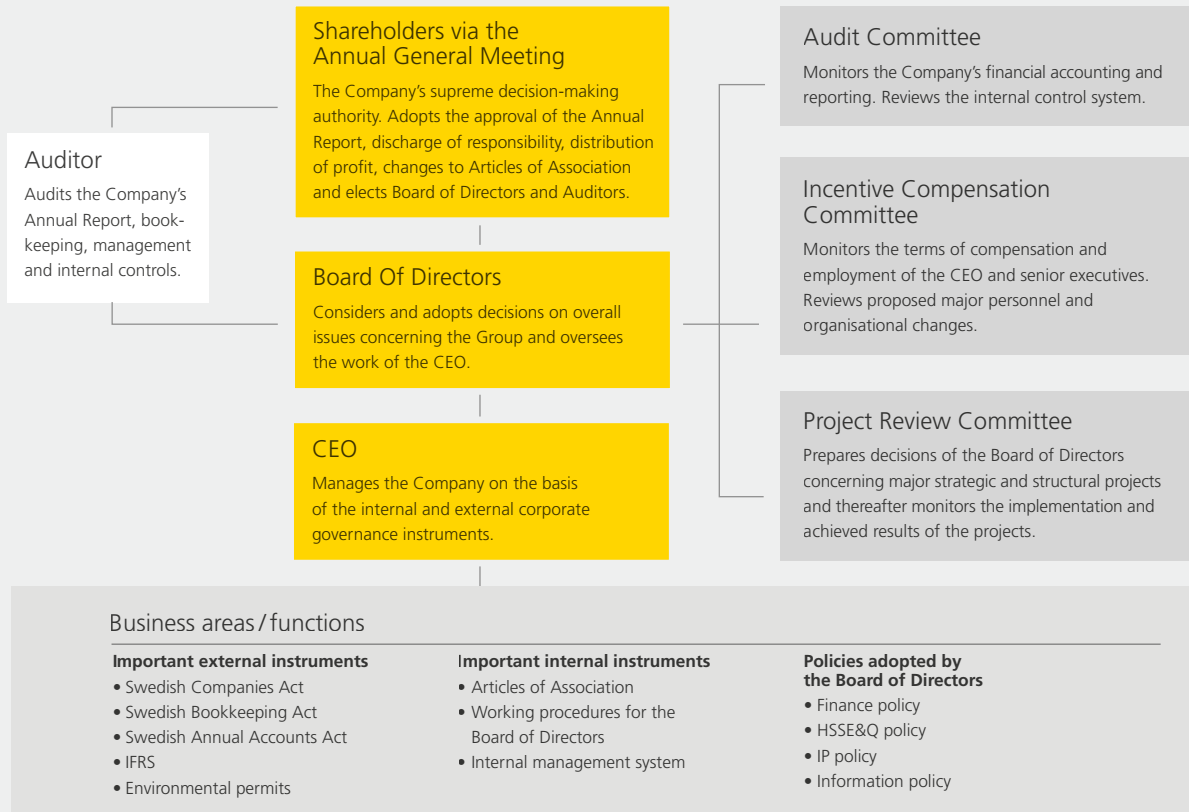 Shareholders via the
Annual General Meeting
The Company's supreme decision-making
authority. Adopts the approval of the Annual
Report, discharge of responsibility, distribution
of profit, changes to Articles of Association
and elects Board of Directors and Auditors.
Auditor
Audits the Company's
Annual Report, book-
keeping, management
and internal controls.
Board Of Directors
Considers and adopts decisions on overall
issues concerning the Group and oversees
the work of the CEO.
CEO
Manages the Company on the basis
of the internal and external corporate
governance instruments.
Audit Committee
Monitors the Company's financial accounting and
reporting. Reviews the internal control system.
Incentive Compensation
Committee
Monitors the terms of compensation and
employment of the CEO and senior executives.
Reviews proposed major personnel and
organisational changes.
Project Review Committee
Prepares decisions of the Board of Directors
concerning major strategic and structural projects
and thereafter monitors the implementation and
achieved results of the projects.
Business areas / functions
Important external instruments
• Swedish Companies Act
• Swedish Bookkeeping Act
• Swedish Annual Accounts Act
• IFRS
• Environmental permits
Important internal instruments
• Articles of Association
• Working procedures for the
Board of Directors
• Internal management system
Policies adopted by
the Board of Directors
• Finance policy
• HSSE&Q policy
• IP policy
• Information policy